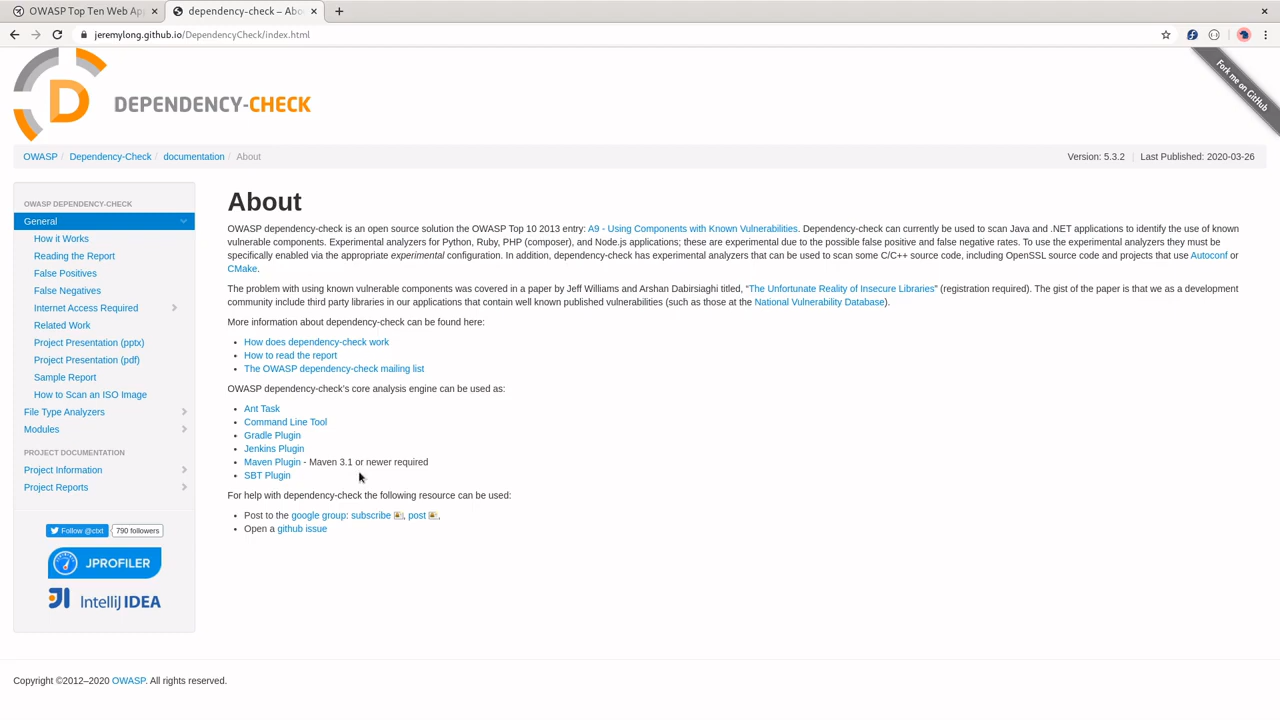 OWASP Top Ten Web Ap
dependency-check – Abo
jeremylong.github.io/DependencyCheck/index.html
D DEPENDENCY-CHECK
Fork me on GitHub
OWASP / Dependency-Check / documentation / About
Version: 5.3.2 | Last Published: 2020-03-26
OWASP DEPENDENCY-CHECK
General
How it Works
Reading the Report
False Positives
False Negatives
Internet Access Required
Related Work
Project Presentation (pptx)
Project Presentation (pdf)
Sample Report
How to Scan an ISO Image
File Type Analyzers
Modules
PROJECT DOCUMENTATION
Project Information
Project Reports
Follow @ctxt 790 followers
JPROFILER
IntelliJ IDEA
About
OWASP dependency-check is an open source solution the OWASP Top 10 2013 entry: A9 - Using Components with Known Vulnerabilities. Dependency-check can currently be used to scan Java and .NET applications to identify the use of known
vulnerable components. Experimental analyzers for Python, Ruby, PHP (composer), and Node.js applications; these are experimental due to the possible false positive and false negative rates. To use the experimental analyzers they must be
specifically enabled via the appropriate experimental configuration. In addition, dependency-check has experimental analyzers that can be used to scan some C/C++ source code, including OpenSSL source code and projects that use Autoconf or
CMake.
The problem with using known vulnerable components was covered in a paper by Jeff Williams and Arshan Dabirsiaghi titled, “The Unfortunate Reality of Insecure Libraries” (registration required). The gist of the paper is that we as a development
community include third party libraries in our applications that contain well known published vulnerabilities (such as those at the National Vulnerability Database).
More information about dependency-check can be found here:
• How does dependency-check work
• How to read the report
• The OWASP dependency-check mailing list
OWASP dependency-check’s core analysis engine can be used as:
• Ant Task
• Command Line Tool
• Gradle Plugin
• Jenkins Plugin
• Maven Plugin - Maven 3.1 or newer required
• SBT Plugin
For help with dependency-check the following resource can be used:
• Post to the google group: subscribe , post ,
• Open a github issue
Copyright ©2012–2020 OWASP. All rights reserved.